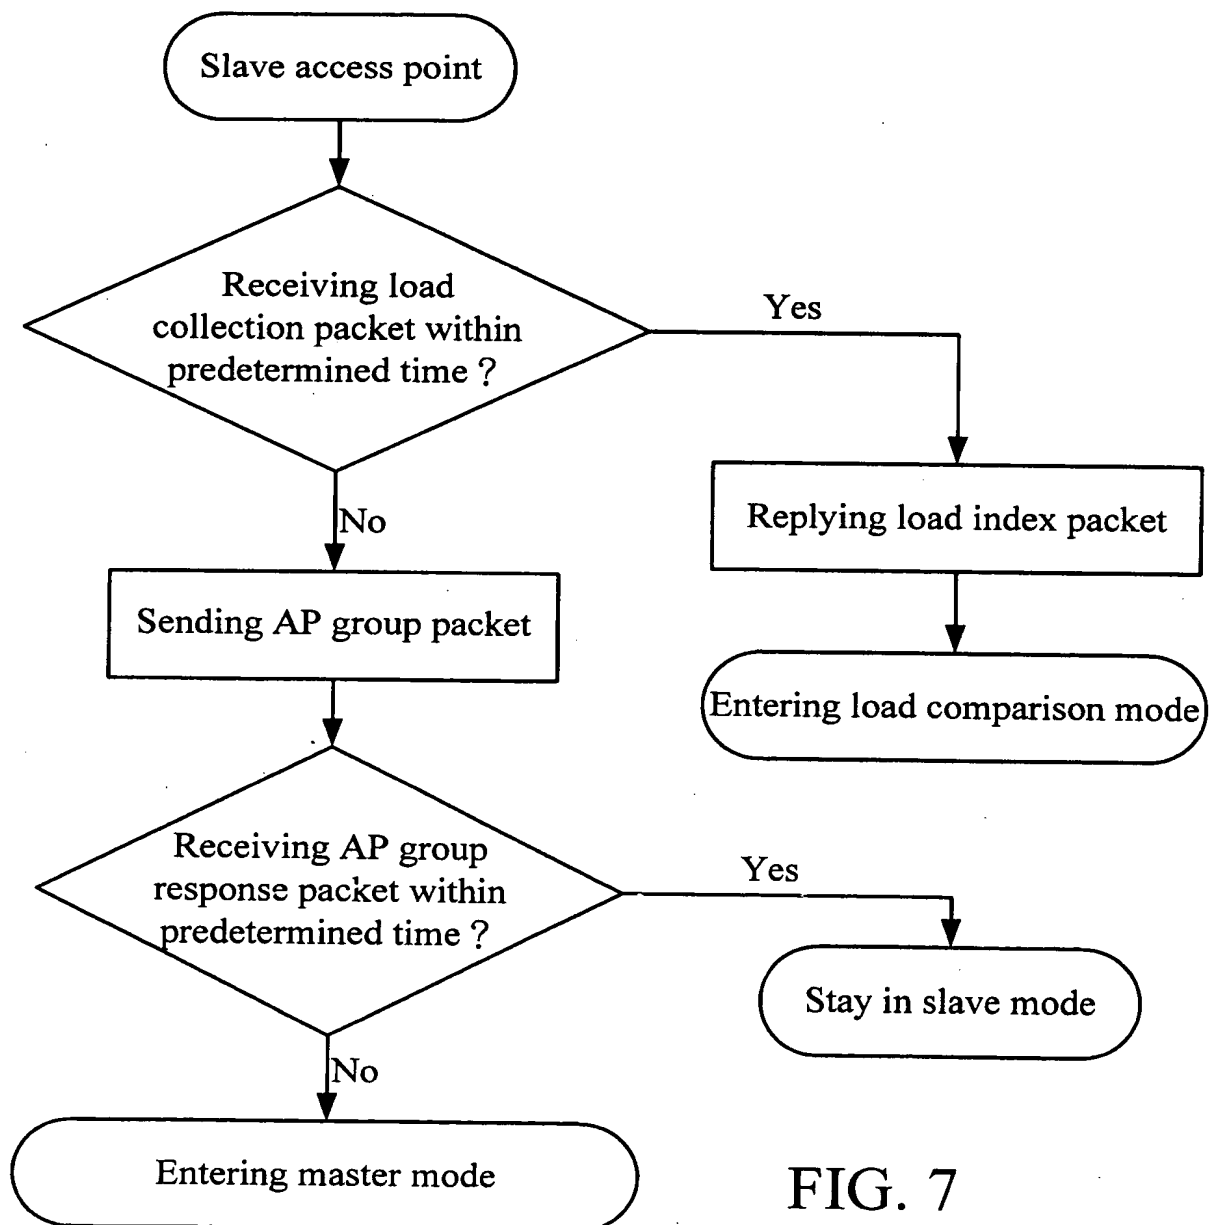 Slave access point
Receiving load
collection packet within
predetermined time ?
Yes
No
Replying load index packet
Sending AP group packet
Entering load comparison mode
Receiving AP group
response packet within
predetermined time ?
Yes
Stay in slave mode
No
Entering master mode
FIG. 7